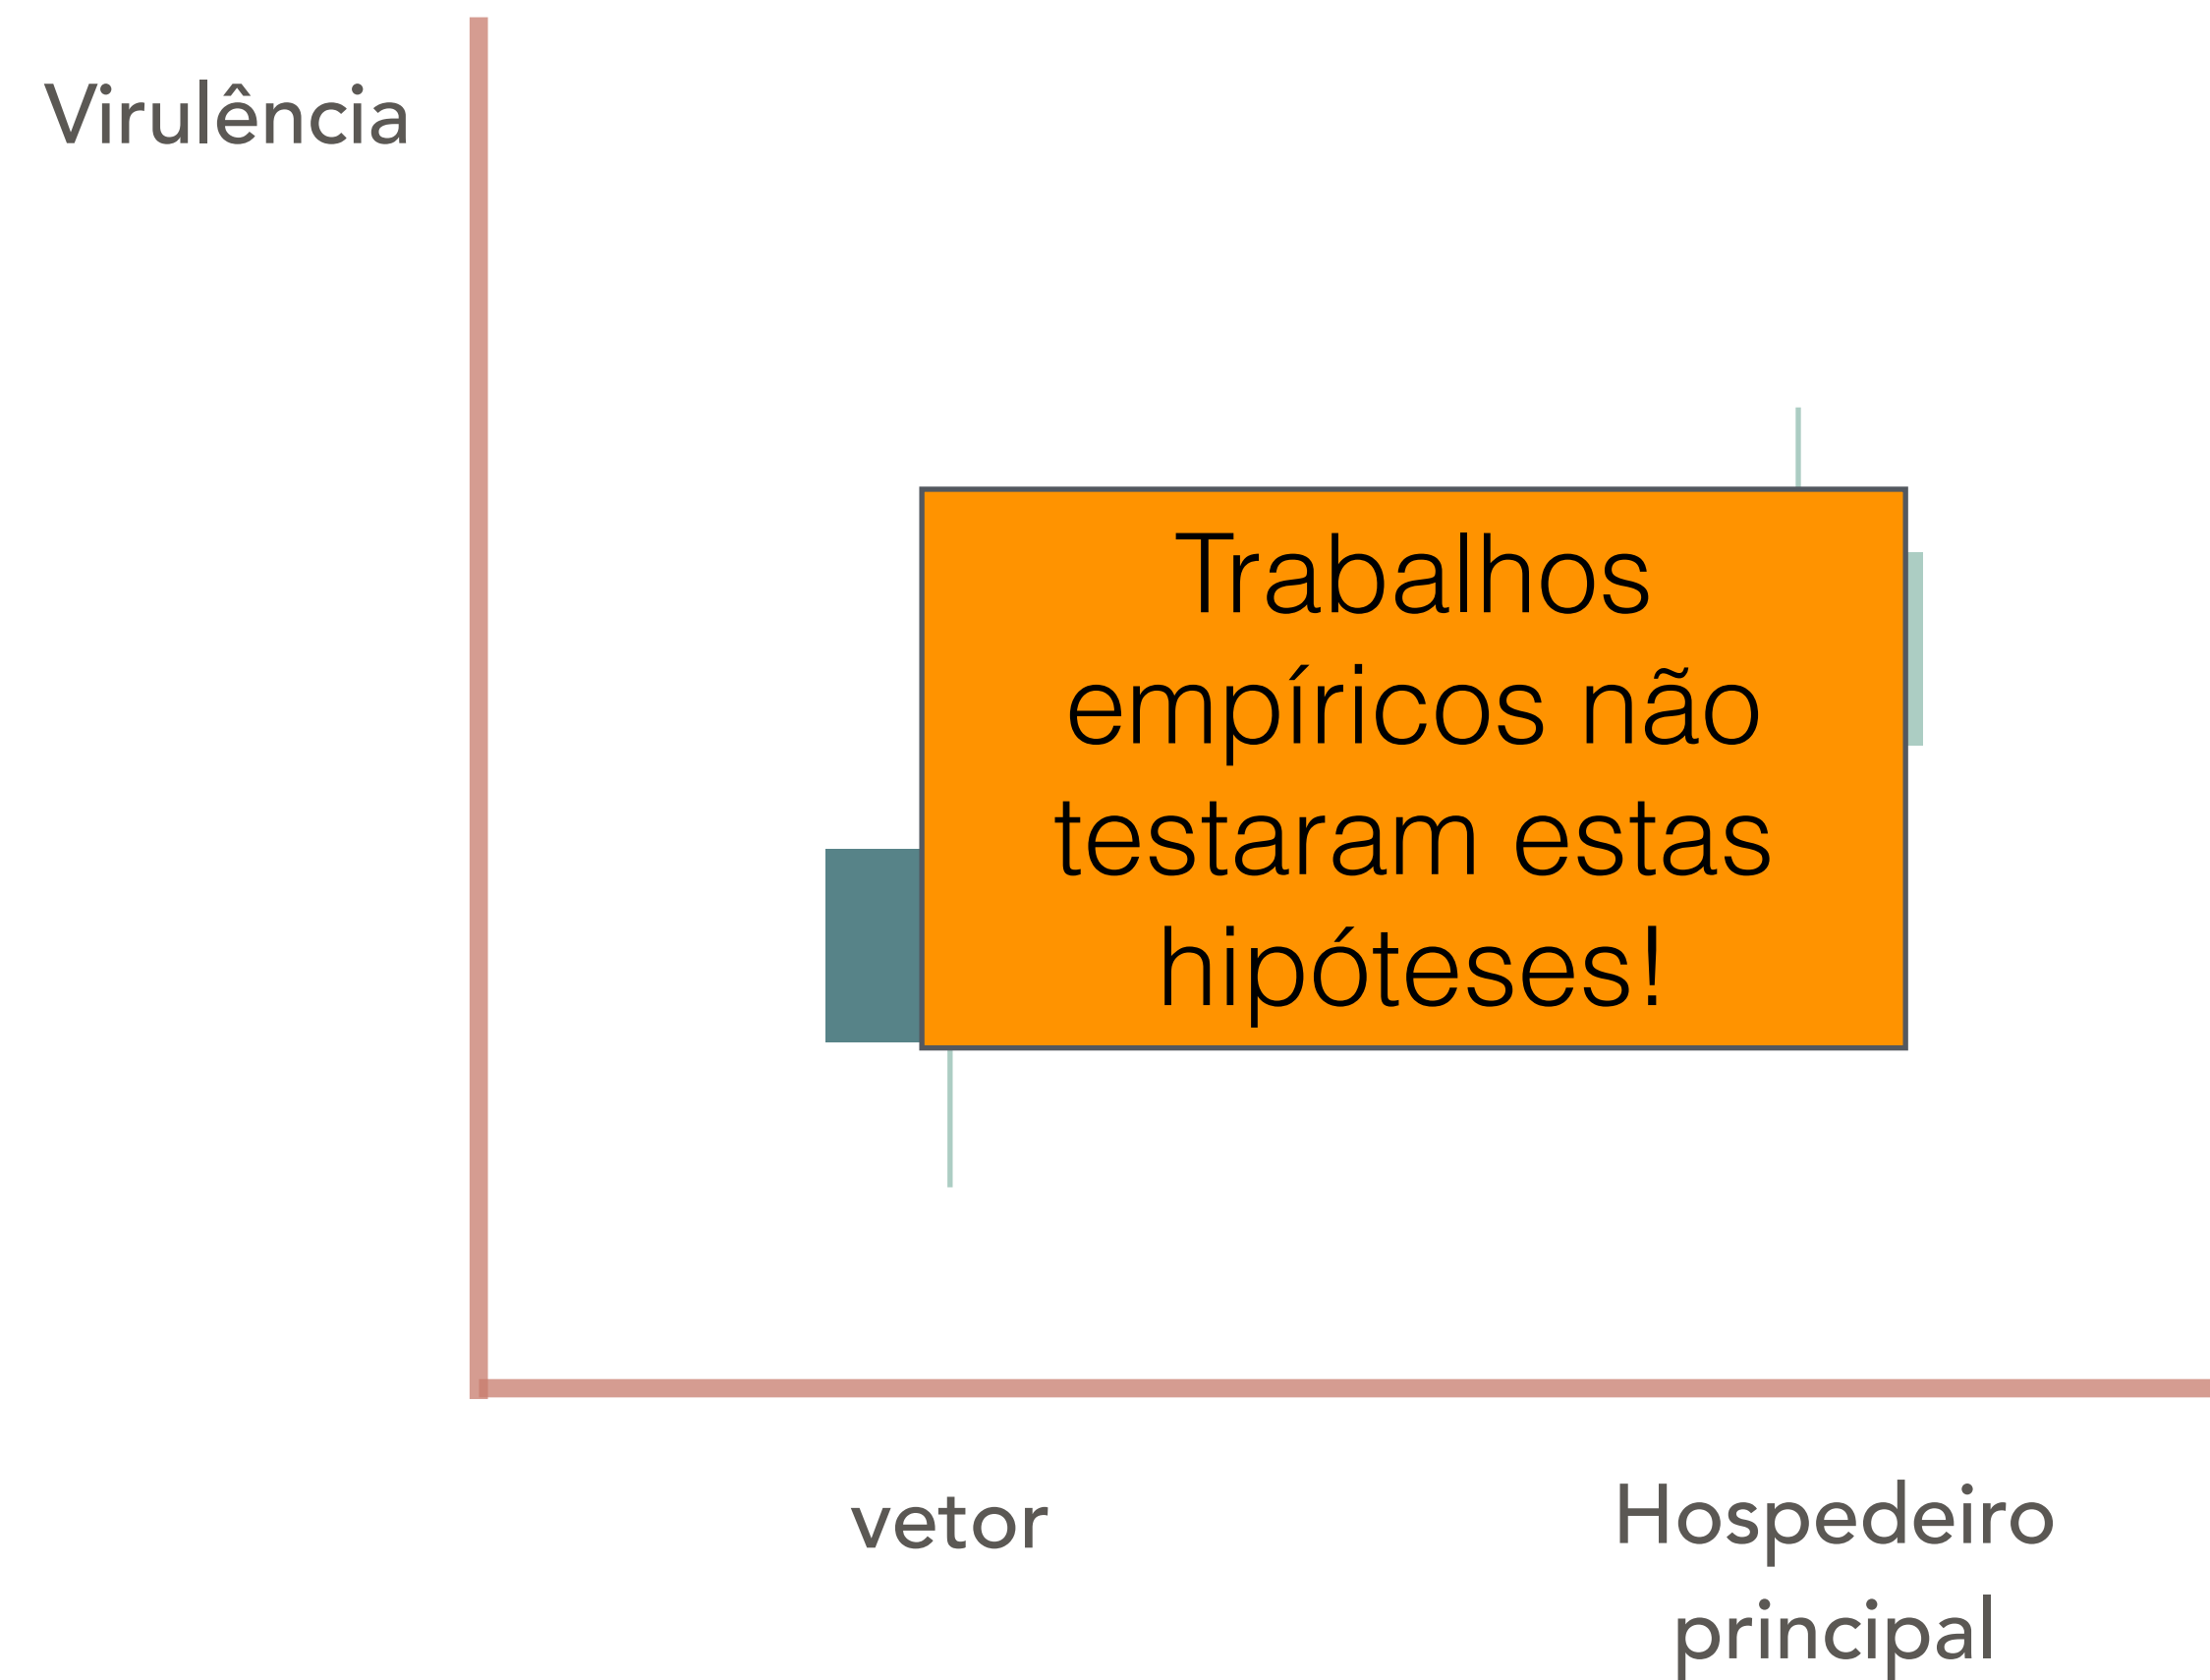 Virulência
Trabalhos
empíricos não
testaram estas
hipóteses!
vetor
Hospedeiro
principal